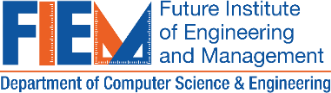 FIEM
Future Institute
of Engineering
and Management
Department of Computer Science & Engineering